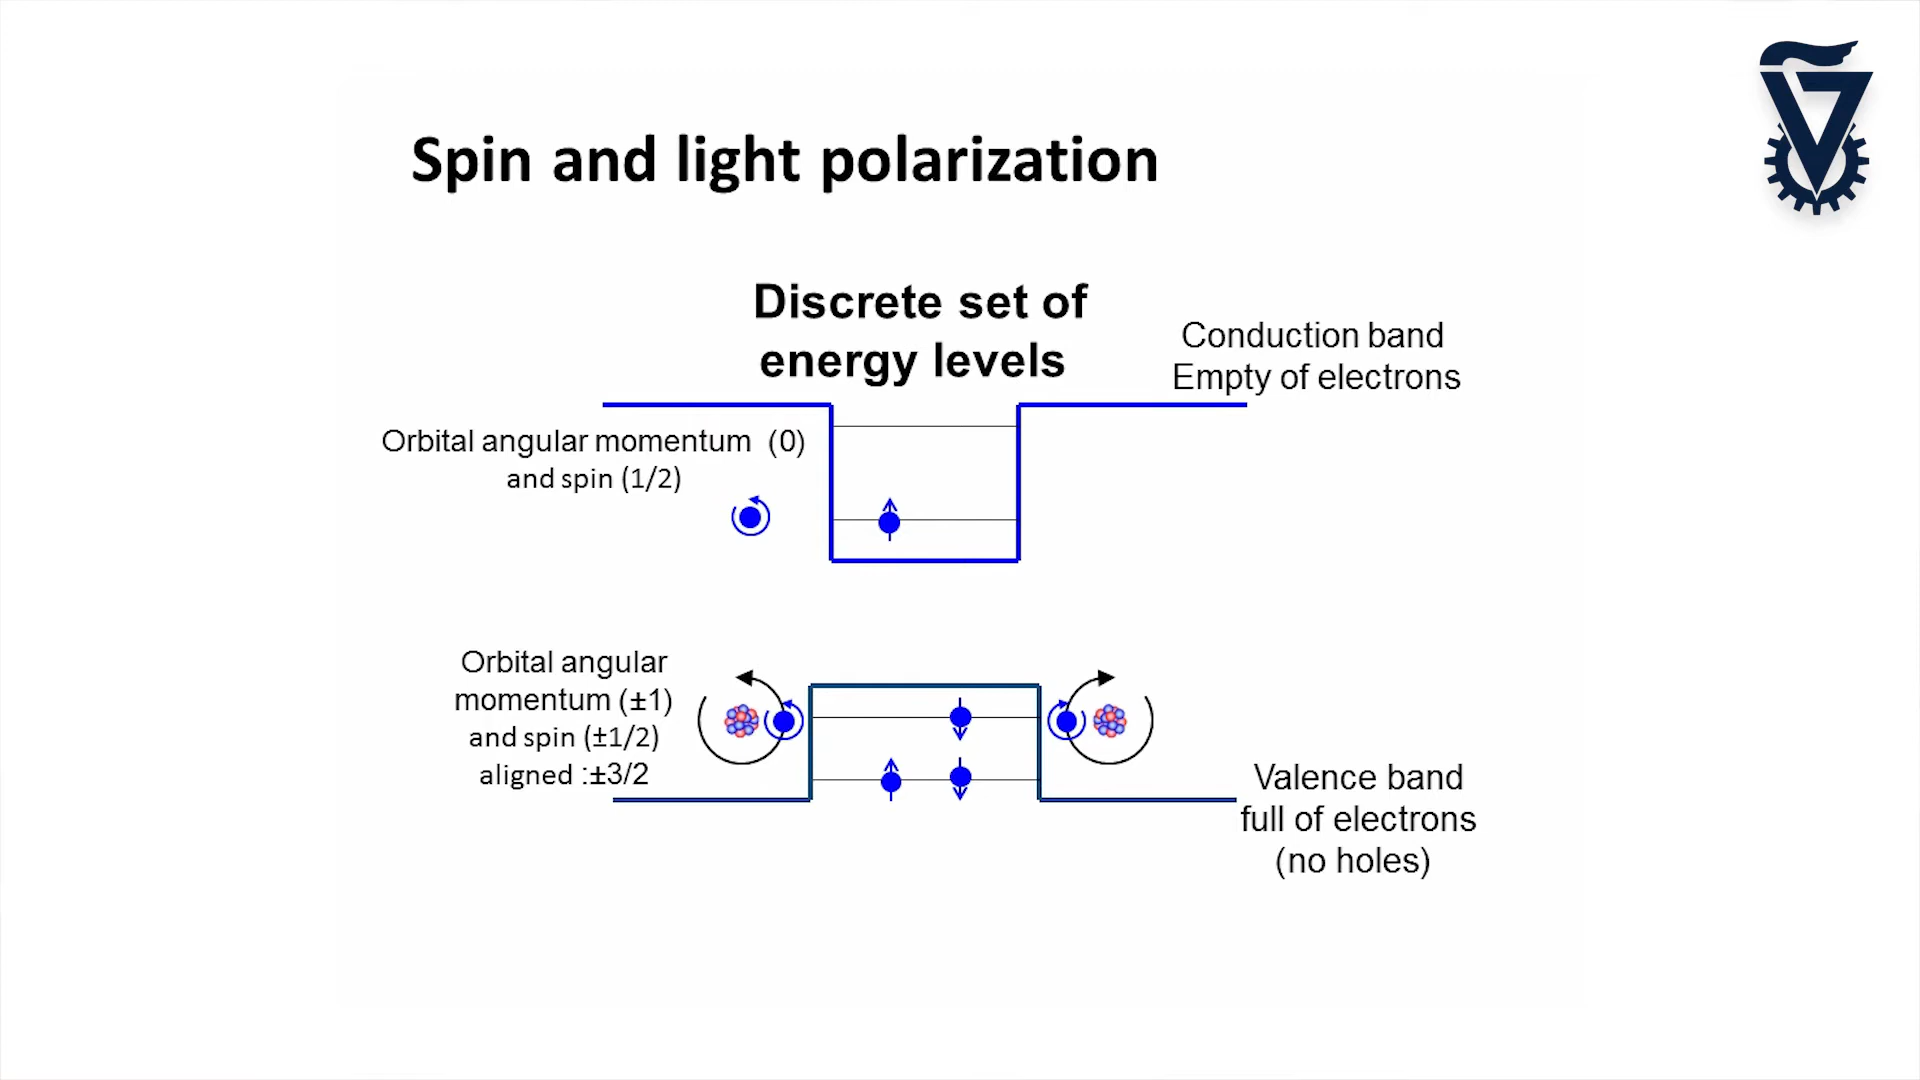 Spin and light polarization
Discrete set of
energy levels
Conduction band
Empty of electrons
Orbital angular momentum (0)
and spin (1/2)
Orbital angular
momentum (±1)
and spin (±1/2)
aligned :±3/2
Valence band
full of electrons
(no holes)